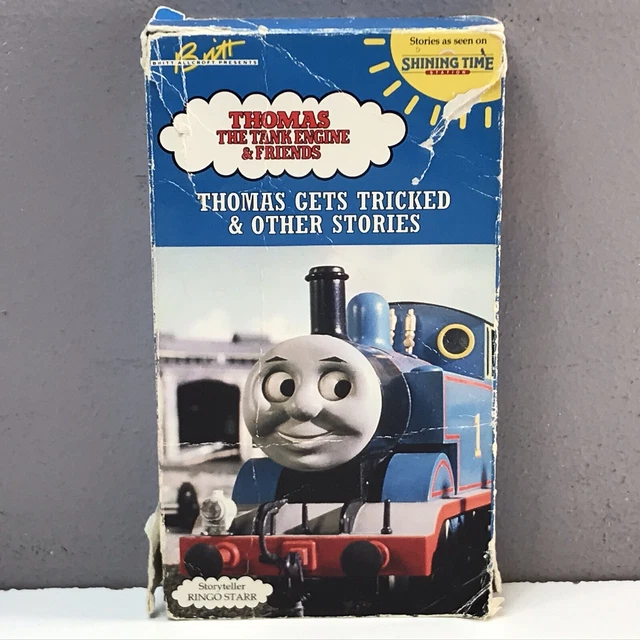 Britt
BRITT ALLCROFT PRESENTS
Stories as seen on
SHINING TIME
STATION
THOMAS
THE TANK ENGINE
& FRIENDS
THOMAS GETS TRICKED
& OTHER STORIES
1
Storyteller
RINGO STARR